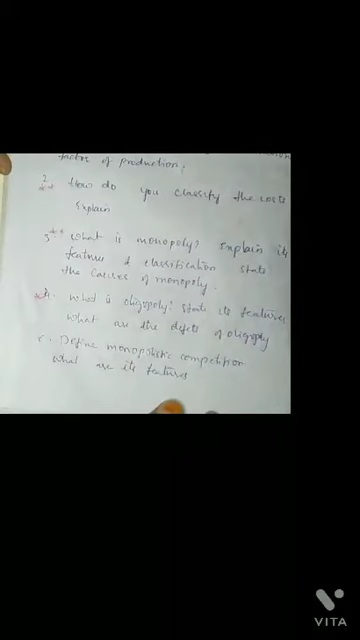 factors of production;
2
** How do you classify the costs
explain
3** What is monopoly? Explain its
features & classification state
the causes of monopoly.
**4. What is oligopoly? state its features
what are the defects of oligoply
5. Define monopolistic competition
what are its features
VITA